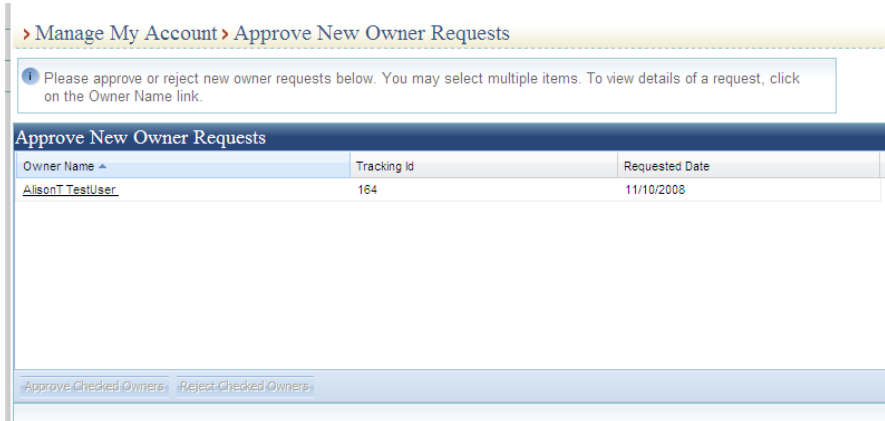 Manage My Account › Approve New Owner Requests
Please approve or reject new owner requests below. You may select multiple items. To view details of a request, click
on the Owner Name link.
Approve New Owner Requests
Owner Name Tracking Id Requested Date
AlisonT TestUser 164 11/10/2008
Approve Checked Owners Reject Checked Owners